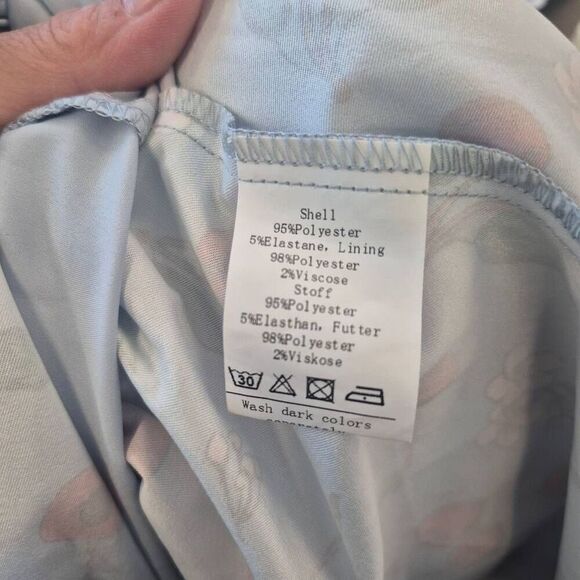 Shell
95%Polyester
5%Elastane, Lining
98%Polyester
2%Viscose
Stoff
95%Polyester
5%Elasthan, Futter
98%Polyester
2%Viskose
30
Wash dark colors
separately